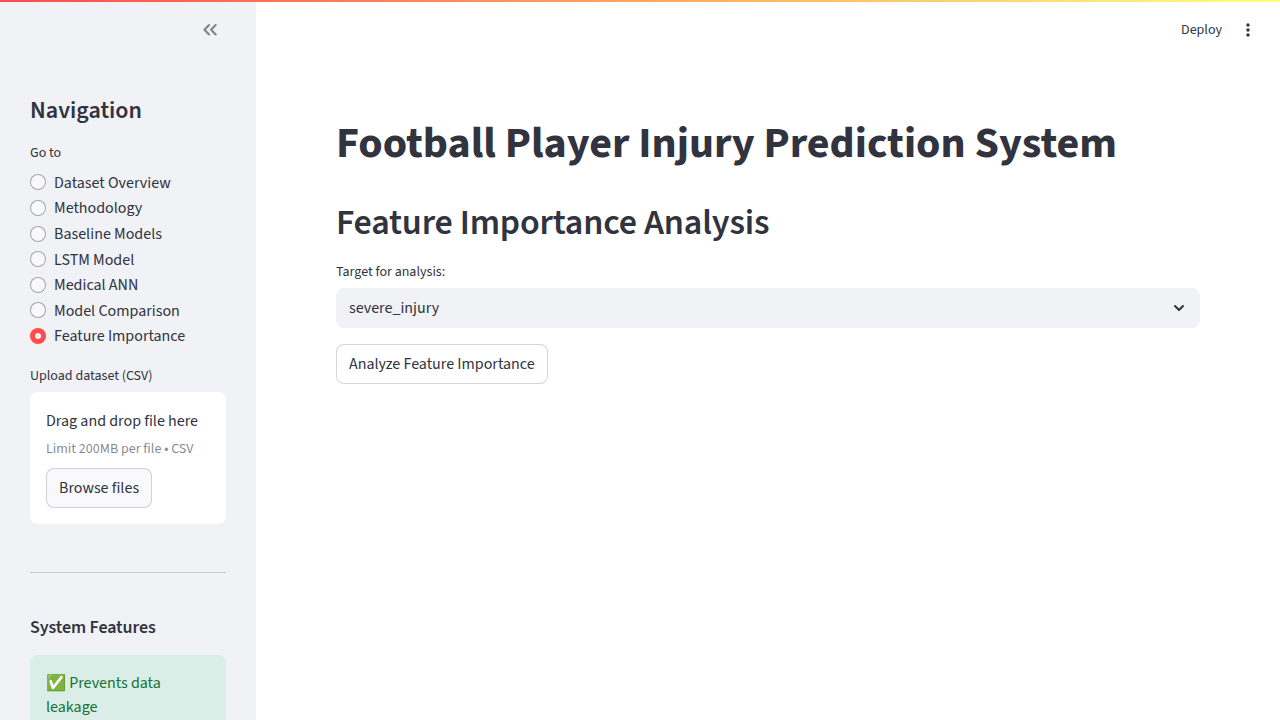 Deploy
Navigation
Go to
Dataset Overview
Methodology
Baseline Models
LSTM Model
Medical ANN
Model Comparison
Feature Importance
Upload dataset (CSV)
Drag and drop file here
Limit 200MB per file • CSV
Browse files
System Features
✅ Prevents data
leakage
Football Player Injury Prediction System
Feature Importance Analysis
Target for analysis:
severe_injury
Analyze Feature Importance